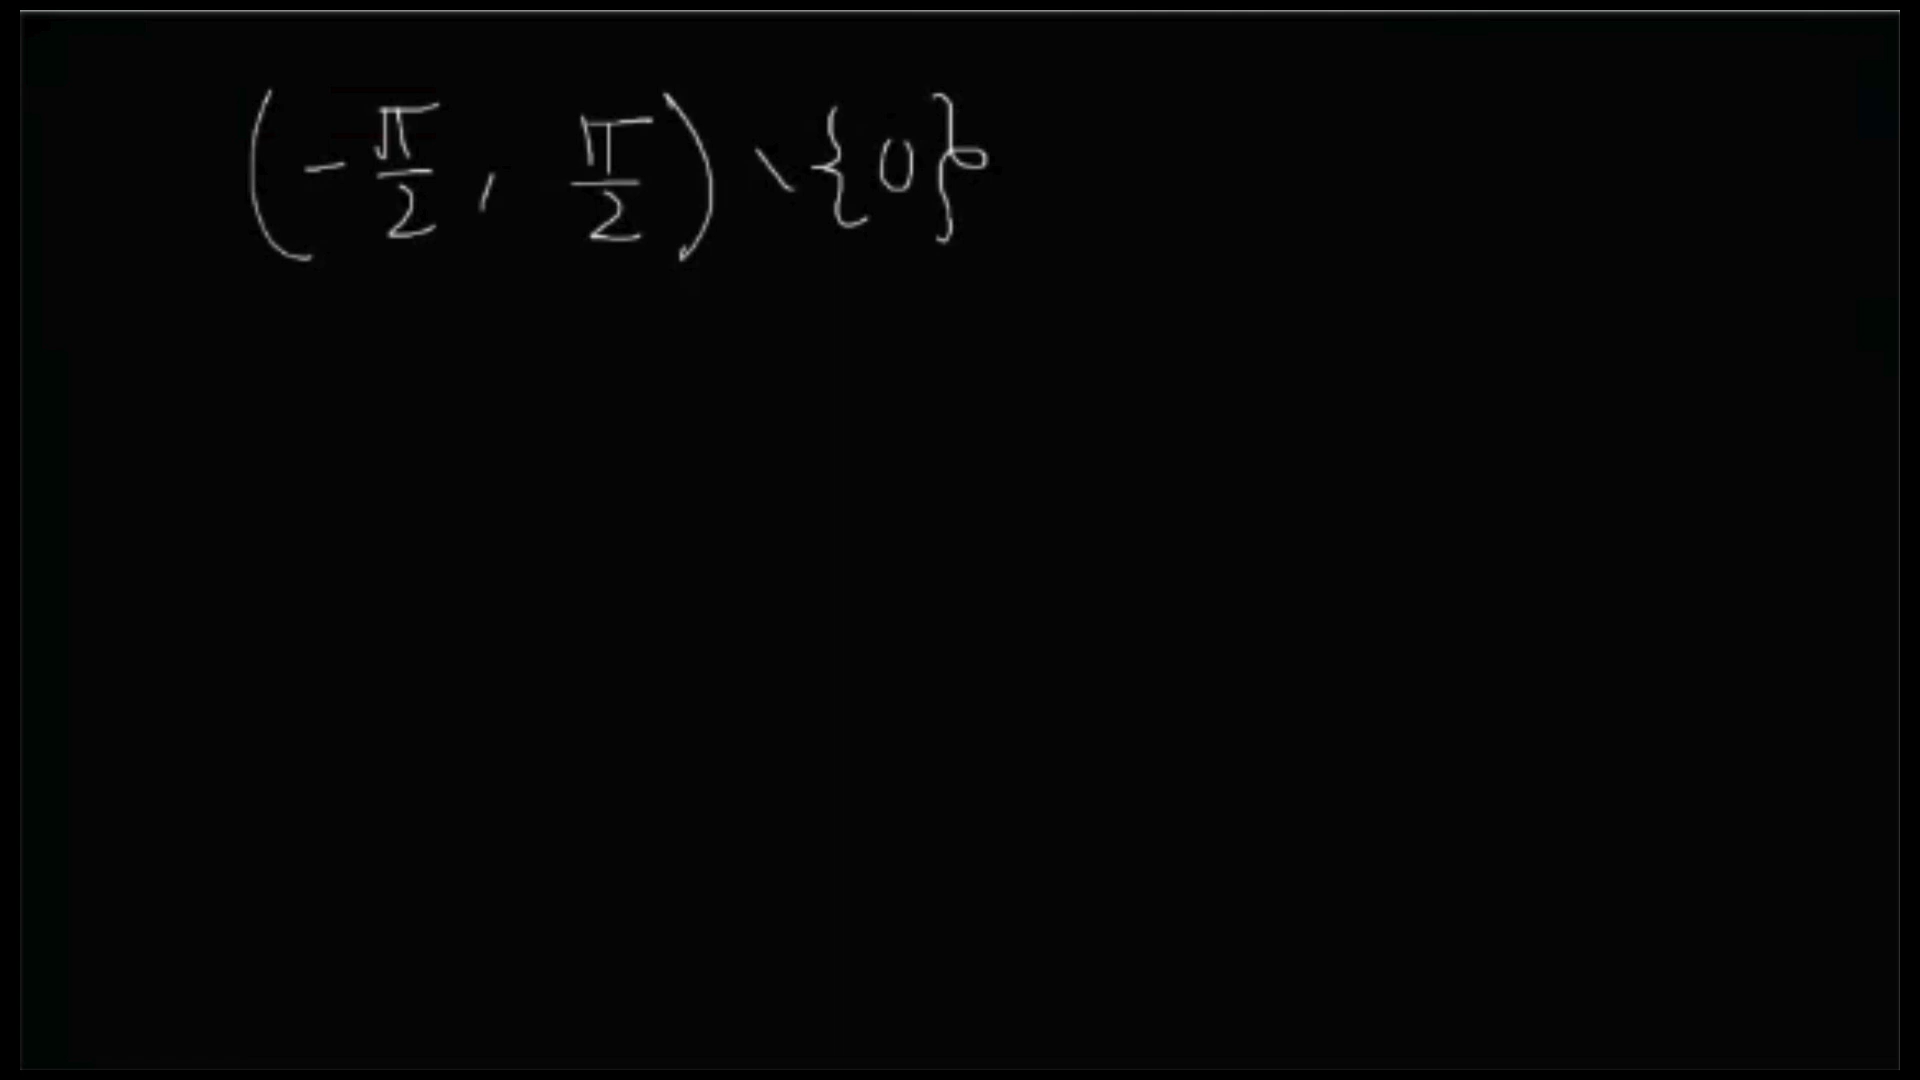 (-π/2, π/2) \ {0}